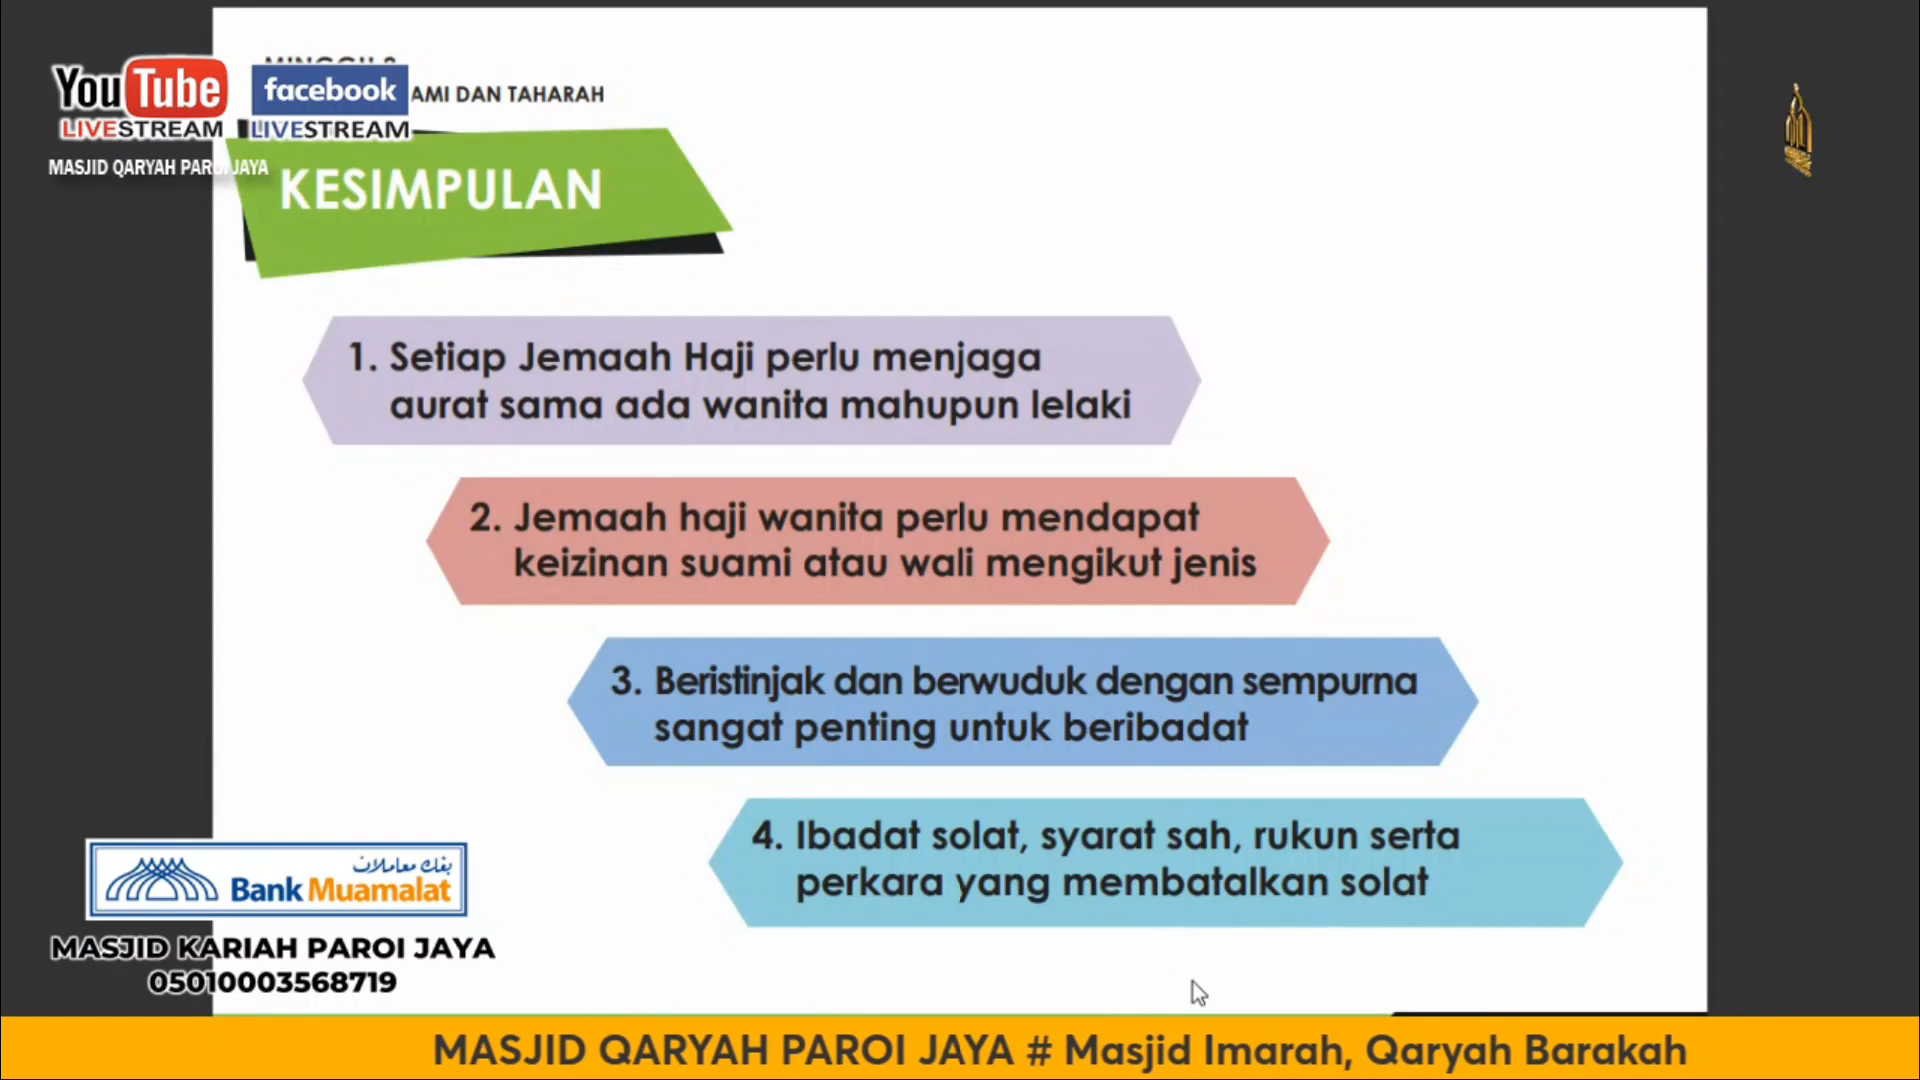 YouTube
LIVESTREAM
facebook
LIVESTREAM
AMI DAN TAHARAH
MASJID QARYAH PAROI JAYA
KESIMPULAN
1. Setiap Jemaah Haji perlu menjaga
aurat sama ada wanita mahupun lelaki
2. Jemaah haji wanita perlu mendapat
keizinan suami atau wali mengikut jenis
3. Beristinjak dan berwuduk dengan sempurna
sangat penting untuk beribadat
4. Ibadat solat, syarat sah, rukun serta
perkara yang membatalkan solat
بنك معاملات
Bank Muamalat
MASJID KARIAH PAROI JAYA
05010003568719
MASJID QARYAH PAROI JAYA # Masjid Imarah, Qaryah Barakah